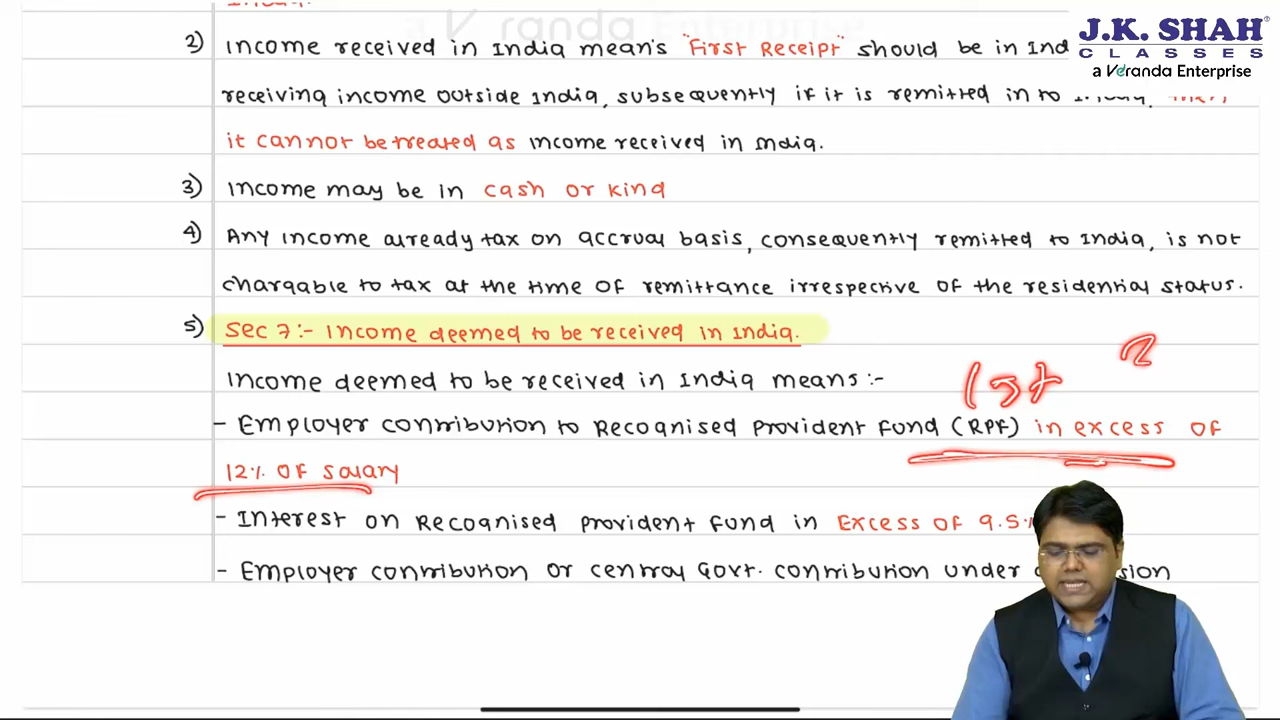 J.K. SHAH
CLASSES
a Veranda Enterprise
2) Income received in India mean's "First Receipt" should be in Ind
receiving income outside India, subsequently if it is remitted in to
it cannot be treated as income received in India.
3) Income may be in cash or kind
4) Any income already tax on accrual basis, consequently remitted to India, is not
chargable to tax at the time of remittance irrespective of the residential status.
5) Sec 7:- Income deemed to be received in India.
Income deemed to be received in India means:-
- Employer contribution to Recognised Provident Fund (RPF) in excess of
12% of salary
- Interest on Recognised Provident Fund in Excess of 9.5%
- Employer contribution or central Govt. contribution under